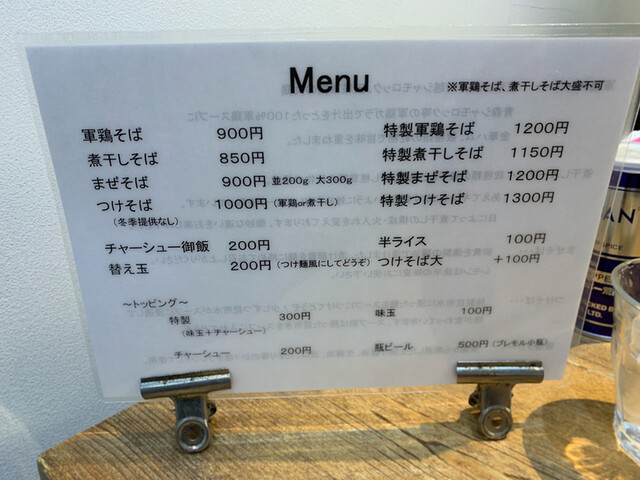 Menu
※軍鶏そば、煮干しそば大盛不可
軍鶏そば 900円 特製軍鶏そば 1200円
煮干しそば 850円 特製煮干しそば 1150円
まぜそば 900円 並200g 大300g 特製まぜそば 1200円
つけそば 1000円 (軍鶏or煮干し) 特製つけそば 1300円
(冬季提供なし)
チャーシュー御飯 200円 半ライス 100円
替え玉 200円 (つけ麺風にしてどうぞ) つけそば大 +100円
～トッピング～
特製 300円 味玉 100円
(味玉+チャーシュー)
チャーシュー 200円 瓶ビール 500円 (プレモル小瓶)
AN
LTD.